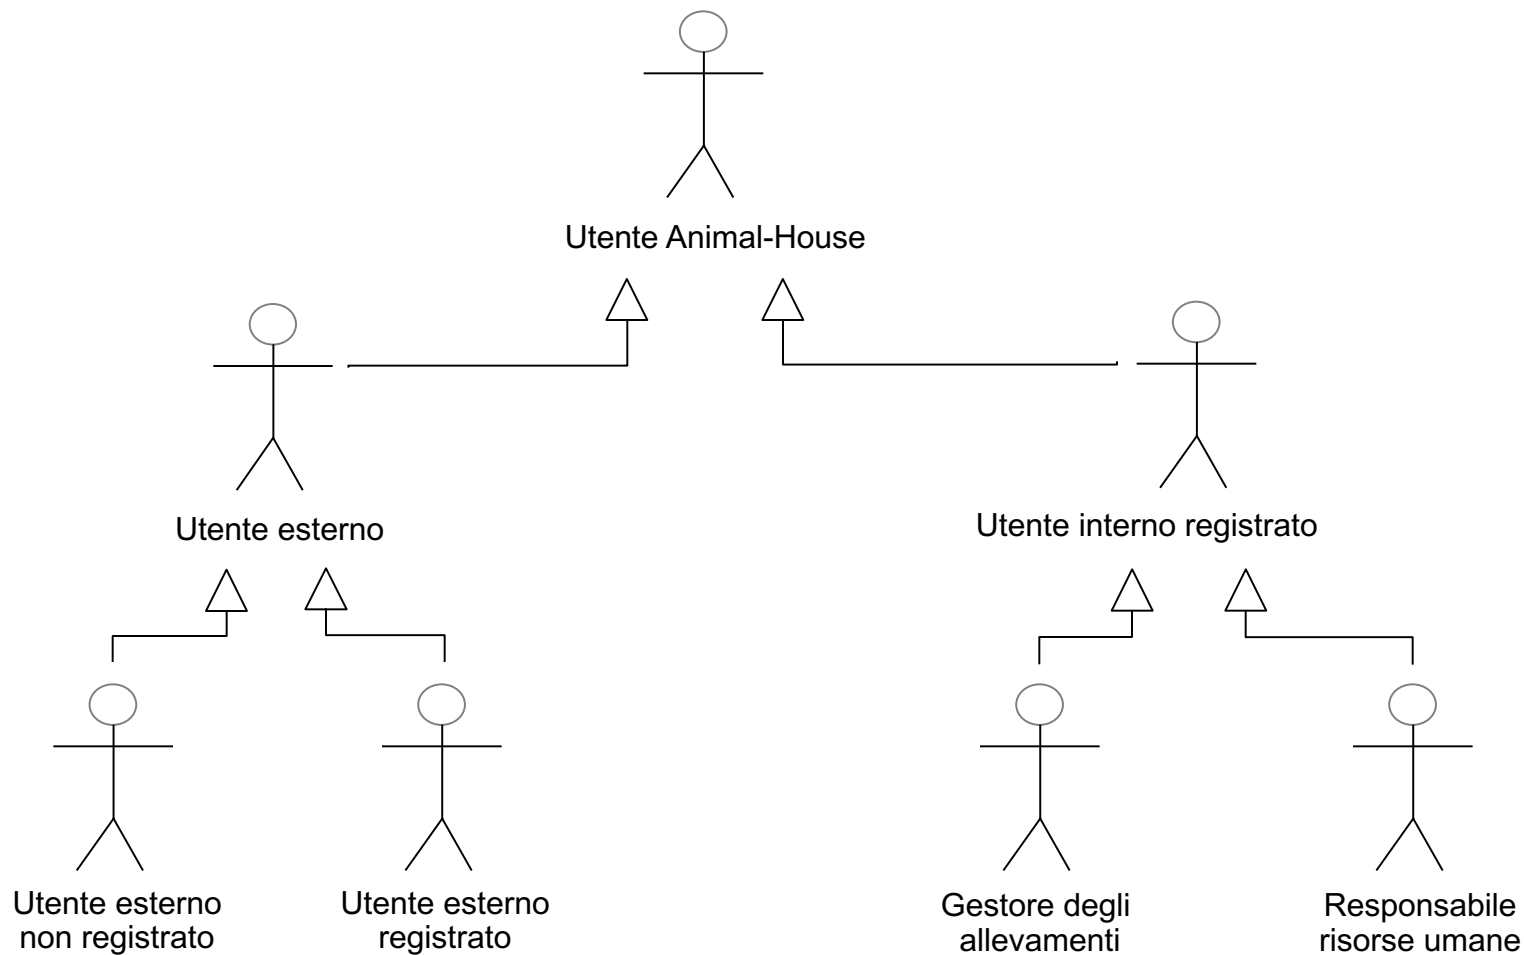 Utente Animal-House
Utente esterno
Utente interno registrato
Utente esterno
non registrato
Utente esterno
registrato
Gestore degli
allevamenti
Responsabile
risorse umane